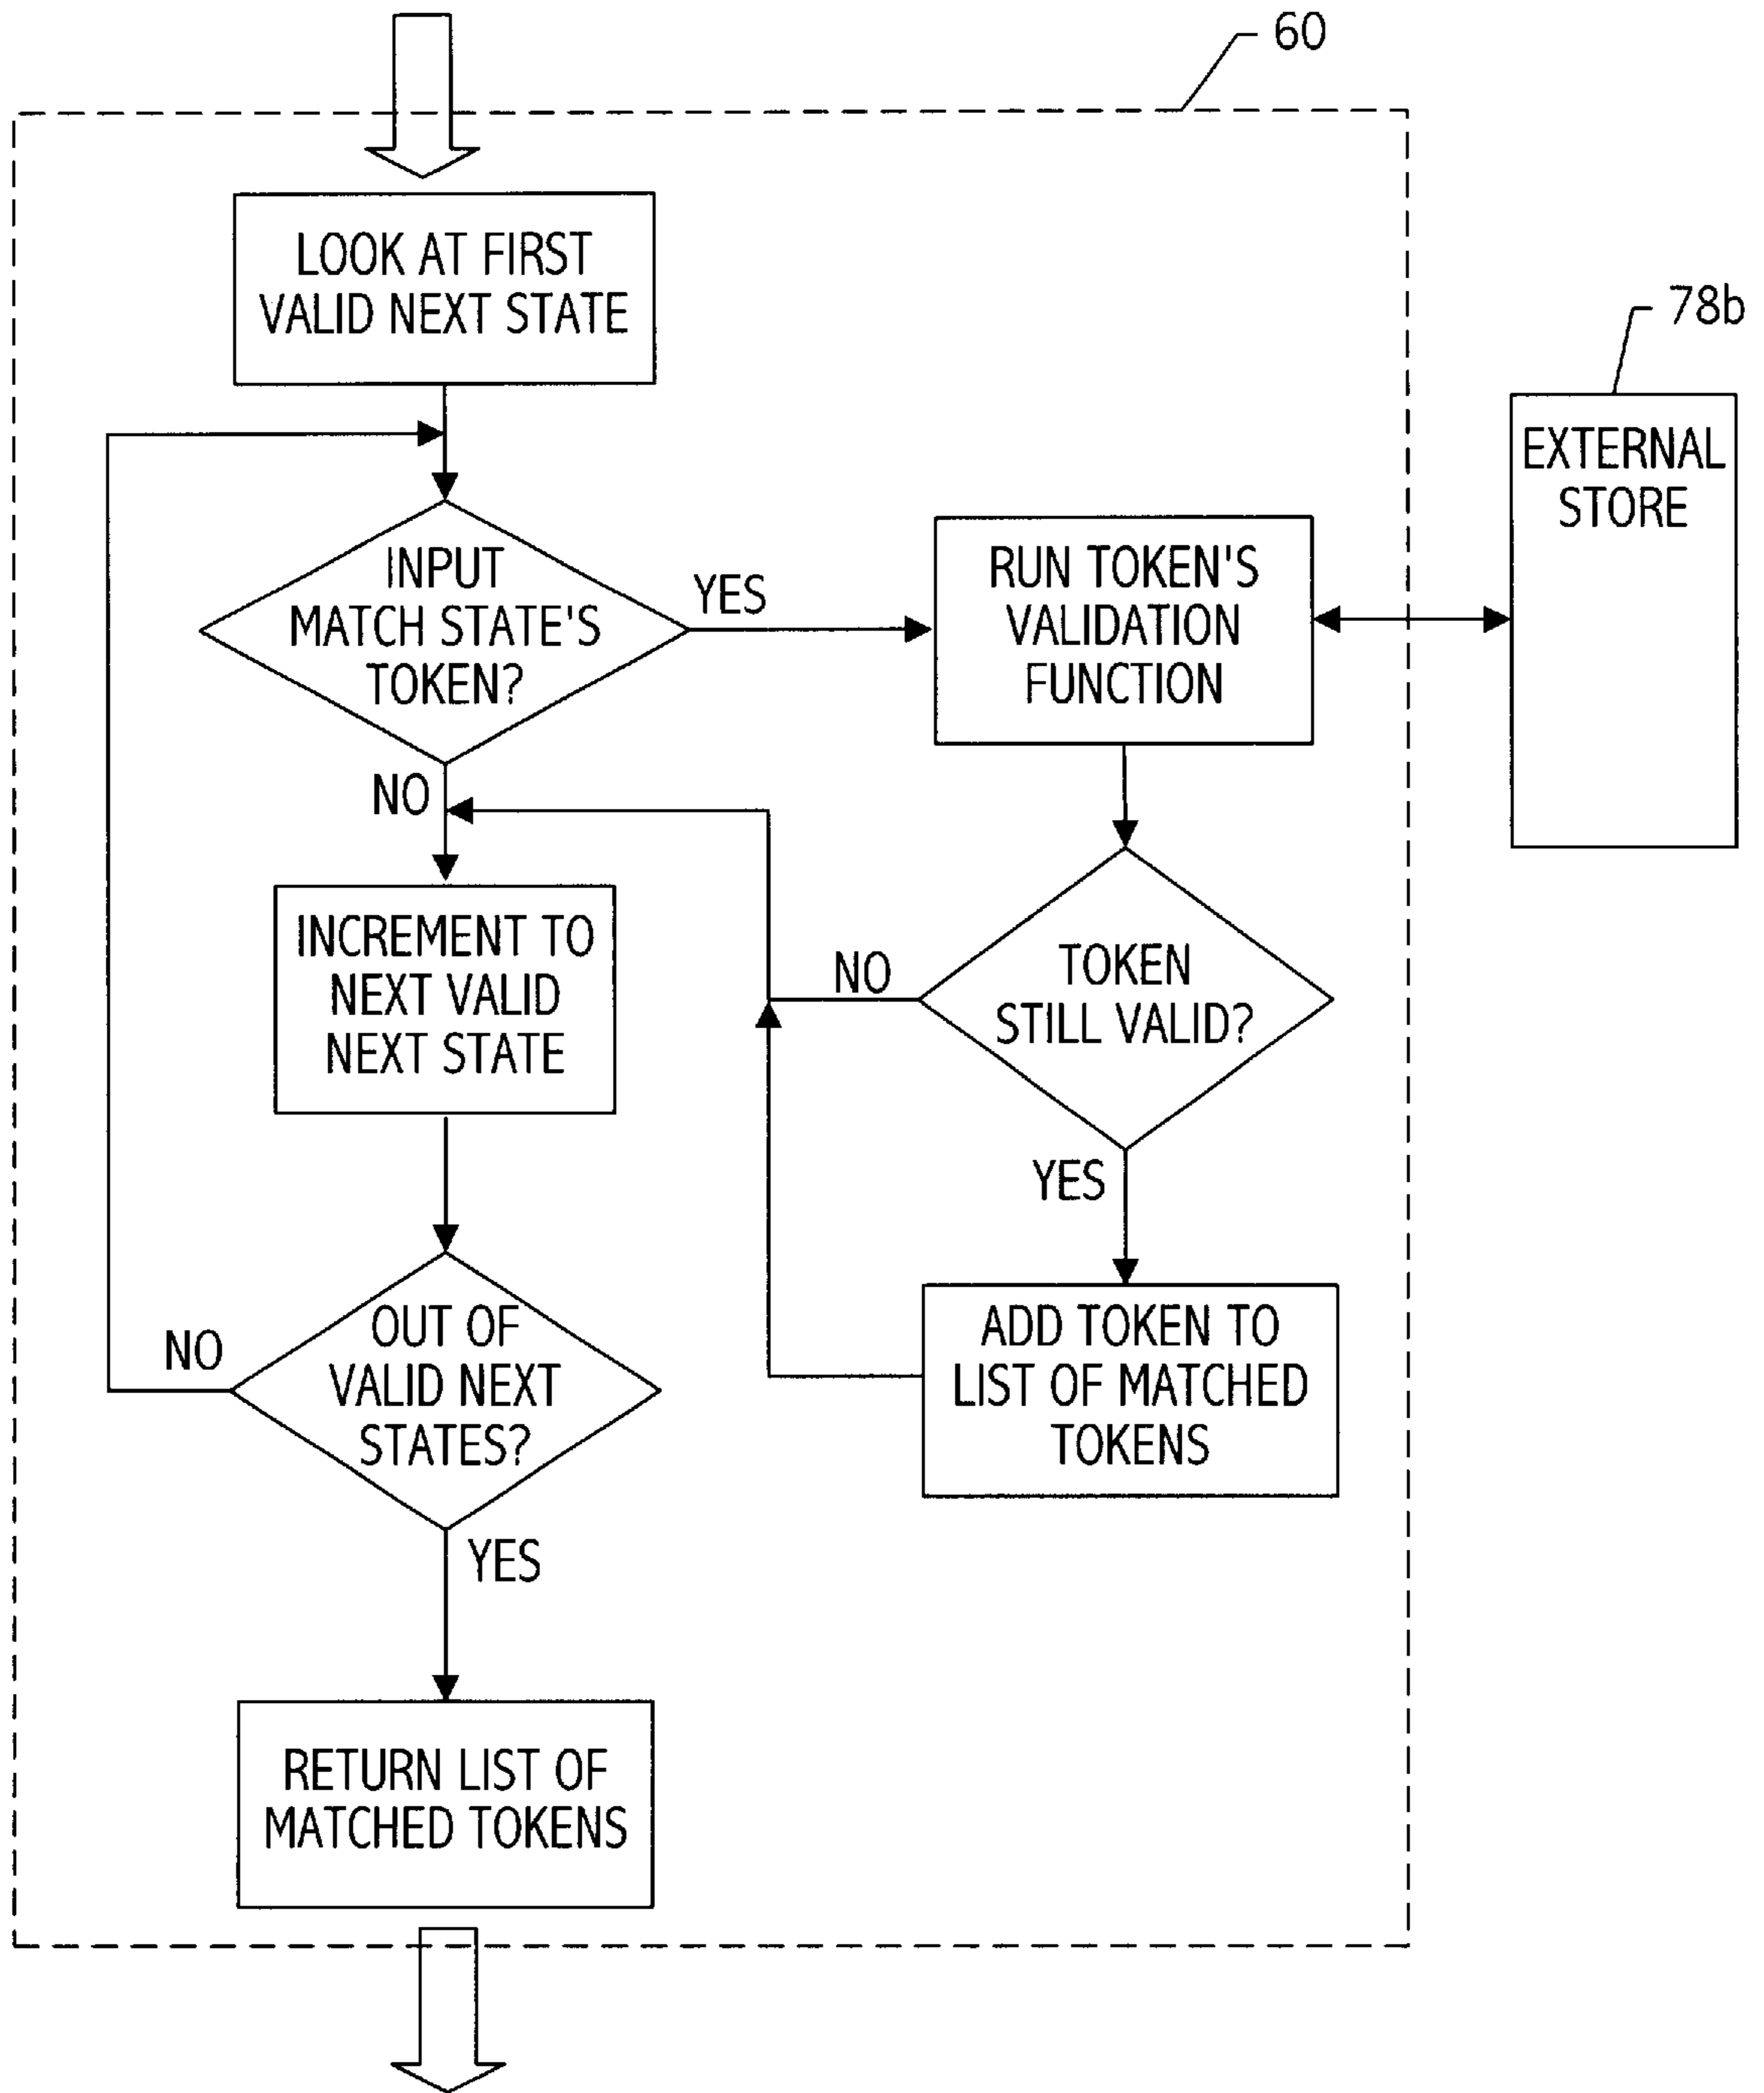 60
LOOK AT FIRST
VALID NEXT STATE
78b
EXTERNAL
STORE
INPUT
MATCH STATE'S
TOKEN?
YES
RUN TOKEN'S
VALIDATION
FUNCTION
NO
INCREMENT TO
NEXT VALID
NEXT STATE
NO
TOKEN
STILL VALID?
YES
OUT OF
VALID NEXT
STATES?
NO
ADD TOKEN TO
LIST OF MATCHED
TOKENS
YES
RETURN LIST OF
MATCHED TOKENS